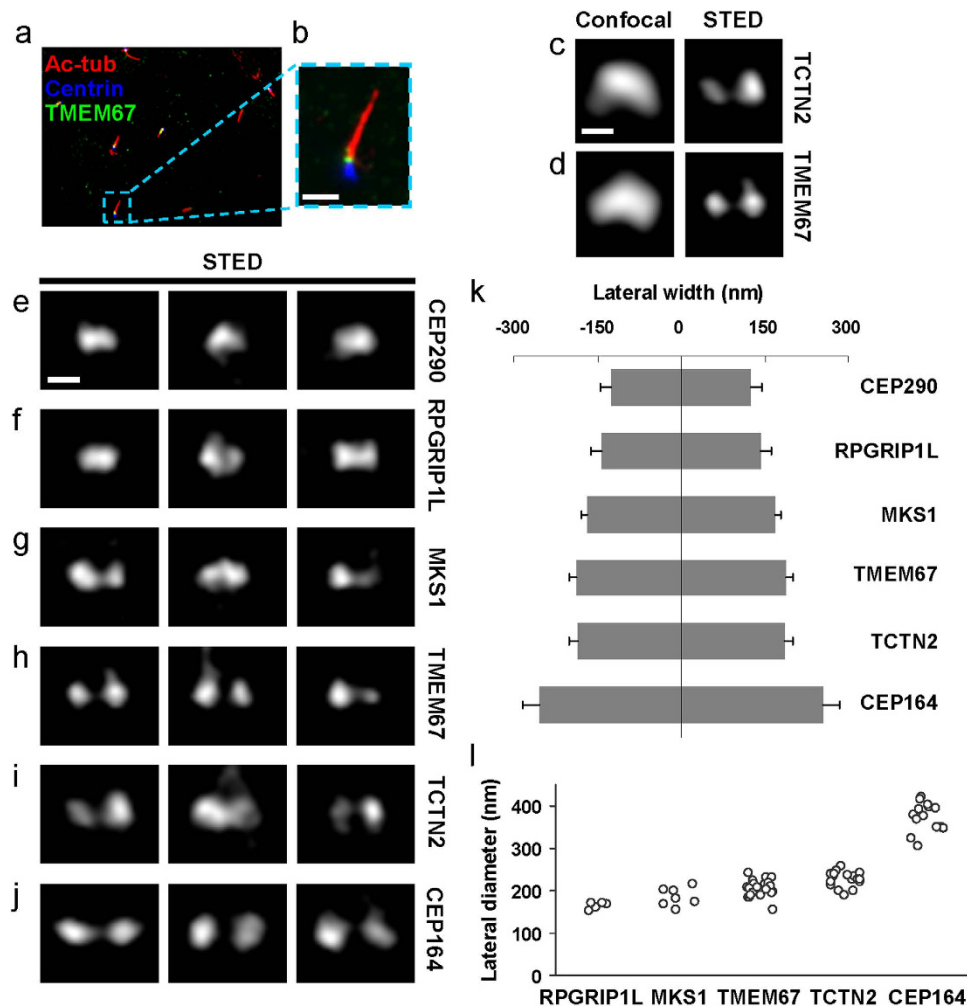 a
Ac-tub
Centrin
TMEM67
b
Confocal STED
c
TCTN2
d
TMEM67
STED
e
CEP290
f
RPGRIP1L
g
MKS1
h
TMEM67
i
TCTN2
j
CEP164
k
Lateral width (nm)
-300 -150 0 150 300
CEP290
RPGRIP1L
MKS1
TMEM67
TCTN2
CEP164
l
Lateral diameter (nm)
400
300
200
100
0
RPGRIP1L MKS1 TMEM67 TCTN2 CEP164